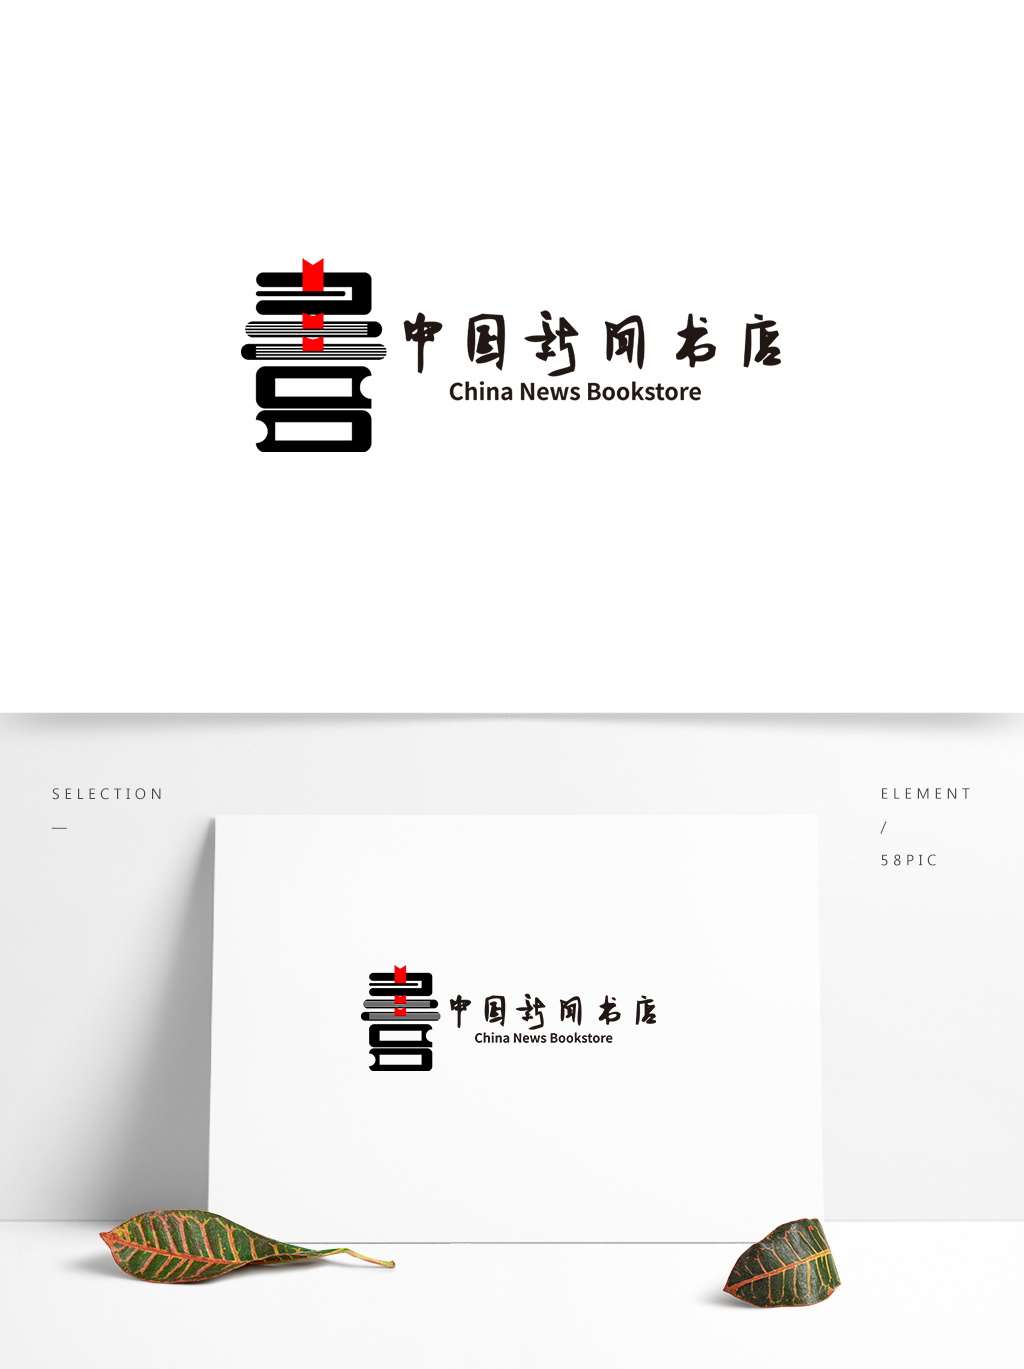 中国新闻书店
China News Bookstore
SELECTION
—
ELEMENT
/
58PIC
中国新闻书店
China News Bookstore